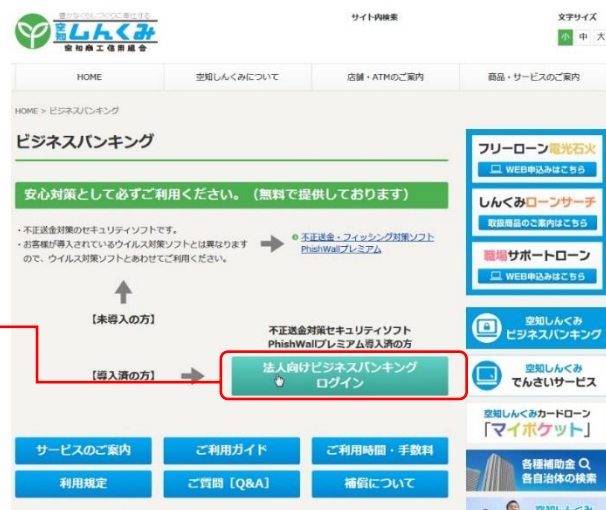 豊かなくらしづくりに奉仕する
空知しんくみ
空知商工信用組合
サイト内検索
文字サイズ
小 中 大
HOME
空知しんくみについて
店舗・ATMのご案内
商品・サービスのご案内
HOME > ビジネスバンキング
ビジネスバンキング
安心対策として必ずご利用ください。（無料で提供しております）
・不正送金対策のセキュリティソフトです。
・お客様が導入されているウイルス対策ソフトとは異なります
ので、ウイルス対策ソフトとあわせてご利用ください。
不正送金・フィッシング対策ソフト
PhishWallプレミアム
【未導入の方】
不正送金対策セキュリティソフト
PhishWallプレミアム導入済の方
【導入済の方】
法人向けビジネスバンキング
ログイン
サービスのご案内
ご利用ガイド
ご利用時間・手数料
利用規定
ご質問［Q&A］
補償について
フリーローン電光石火
WEB申込みはこちら
しんくみローンサーチ
取扱商品のご案内はこちら
職場サポートローン
WEB申込みはこちら
空知しんくみ
ビジネスバンキング
空知しんくみ
でんさいサービス
空知しんくみカードローン
「マイポケット」
各種補助金
各自治体の検索
空知しんくみ